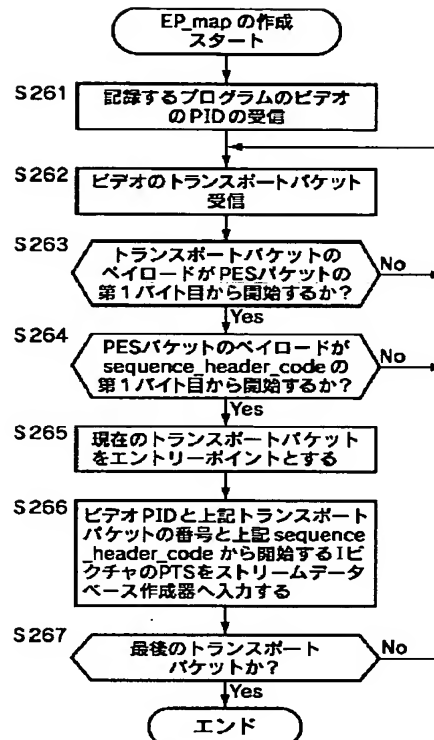 EP_map の作成
スタート
S261
記録するプログラムのビデオ
のPIDの受信
S262
ビデオのトランスポートパケット
受信
S263
トランスポートパケットの
ペイロードがPESパケットの
第1バイト目から開始するか?
No
Yes
S264
PESパケットのペイロードが
sequence_header_codeの
第1バイト目から開始するか?
No
Yes
S265
現在のトランスポートパケット
をエントリーポイントとする
S266
ビデオPIDと上記トランスポート
パケットの番号と上記sequence
_header_codeから開始するIピ
クチャのPTSをストリームデータ
ベース作成器へ入力する
S267
最後のトランスポート
パケットか?
No
Yes
エンド